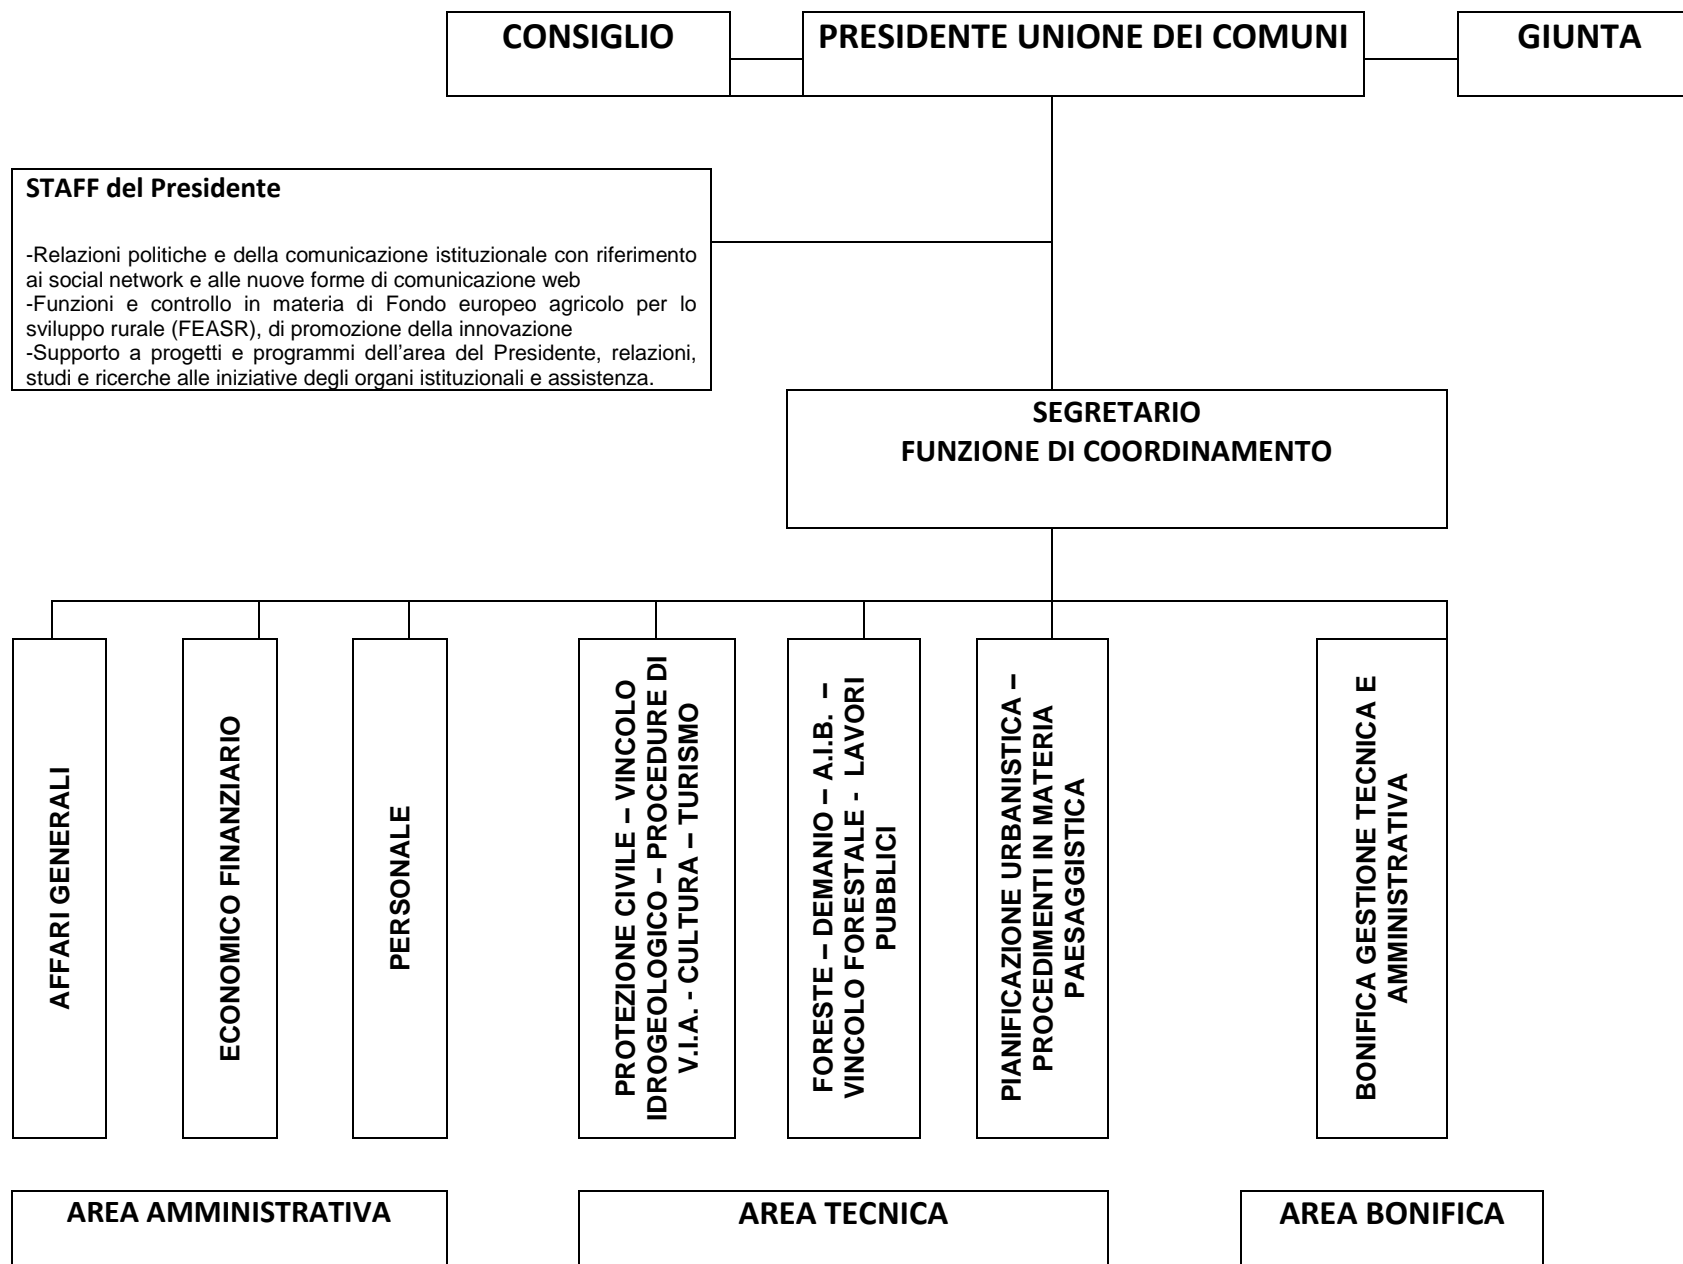 CONSIGLIO
PRESIDENTE UNIONE DEI COMUNI
GIUNTA
STAFF del Presidente
-Relazioni politiche e della comunicazione istituzionale con riferimento
ai social network e alle nuove forme di comunicazione web
-Funzioni e controllo in materia di Fondo europeo agricolo per lo
sviluppo rurale (FEASR), di promozione della innovazione
-Supporto a progetti e programmi dell’area del Presidente, relazioni,
studi e ricerche alle iniziative degli organi istituzionali e assistenza.
SEGRETARIO
FUNZIONE DI COORDINAMENTO
AFFARI GENERALI
ECONOMICO FINANZIARIO
PERSONALE
PROTEZIONE CIVILE – VINCOLO
IDROGEOLOGICO – PROCEDURE DI
V.I.A. - CULTURA – TURISMO
FORESTE – DEMANIO – A.I.B. –
VINCOLO FORESTALE - LAVORI
PUBBLICI
PIANIFICAZIONE URBANISTICA –
PROCEDIMENTI IN MATERIA
PAESAGGISTICA
BONIFICA GESTIONE TECNICA E
AMMINISTRATIVA
AREA AMMINISTRATIVA
AREA TECNICA
AREA BONIFICA